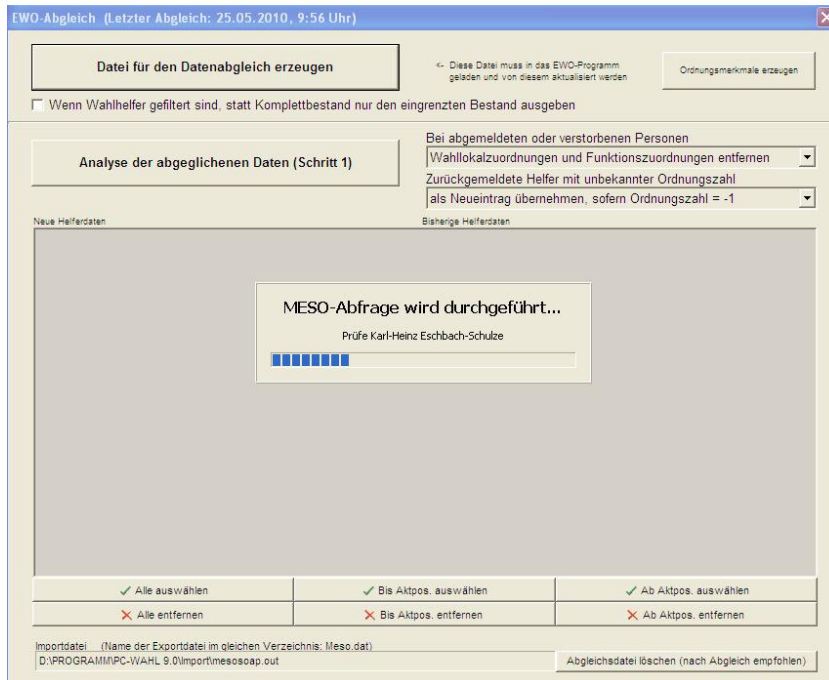 EWO-Abgleich (Letzter Abgleich: 25.05.2010, 9:56 Uhr)
Datei für den Datenabgleich erzeugen
<- Diese Datei muss in das EWO-Programm
geladen und von diesem aktualisiert werden
Ordnungsmerkmale erzeugen
Wenn Wahlhelfer gefiltert sind, statt Komplettbestand nur den eingrenzten Bestand ausgeben
Analyse der abgeglichenen Daten (Schritt 1)
Bei abgemeldeten oder verstorbenen Personen
Wahllokalzuordnungen und Funktionszuordnungen entfernen
Zurückgemeldete Helfer mit unbekannter Ordnungszahl
als Neueintrag übernehmen, sofern Ordnungszahl = -1
Neue Helferdaten
Bisherige Helferdaten
MESO-Abfrage wird durchgeführt...
Prüfe Karl-Heinz Eschbach-Schulze
Alle auswählen
Bis Aktpos. auswählen
Ab Aktpos. auswählen
Alle entfernen
Bis Aktpos. entfernen
Ab Aktpos. entfernen
Importdatei (Name der Exportdatei im gleichen Verzeichnis: Meso.dat)
D:\PROGRAMM\PC-WAHL 9.0\Import\mesosoap.out
Abgleichsdatei löschen (nach Abgleich empfohlen)